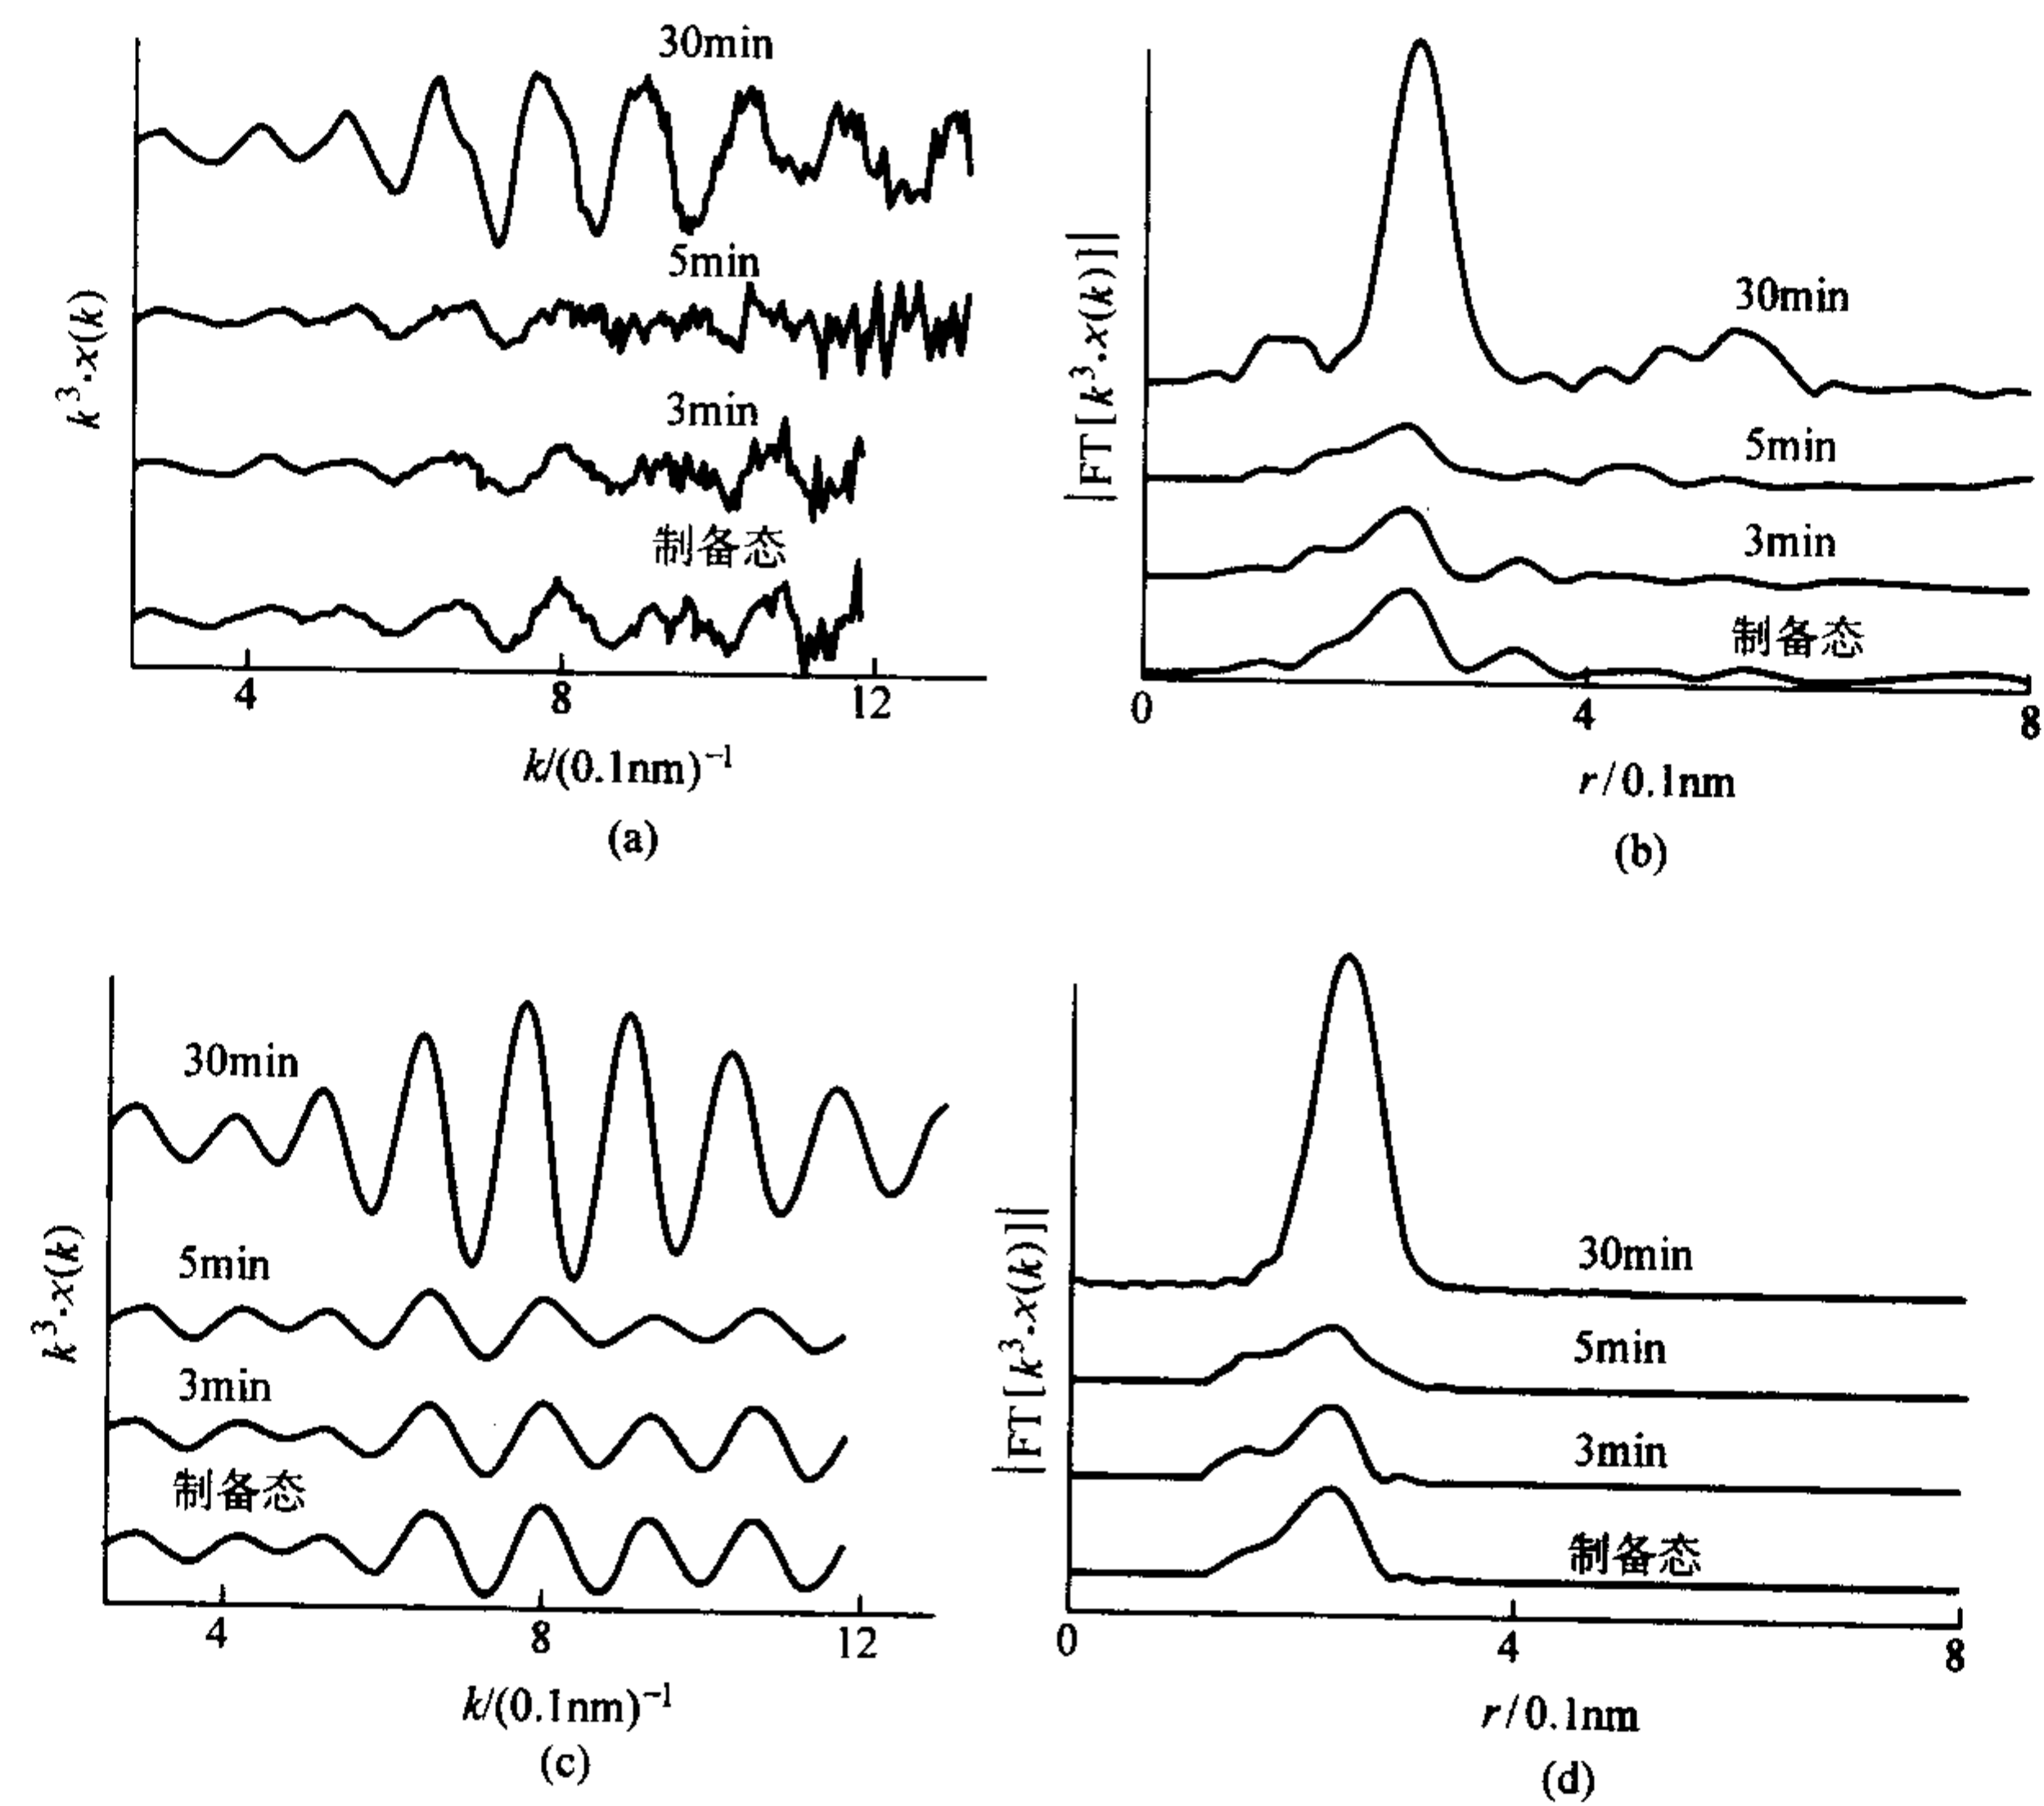 30min
5min
3min
制备态
k³·x(k)
4
8
12
k/(0.1nm)⁻¹
(a)
30min
5min
3min
制备态
|FT[k³·x(k)]|
0
4
8
r/0.1nm
(b)
30min
5min
3min
制备态
k³·x(k)
4
8
12
k/(0.1nm)⁻¹
(c)
30min
5min
3min
制备态
|FT[k³·x(k)]|
0
4
8
r/0.1nm
(d)